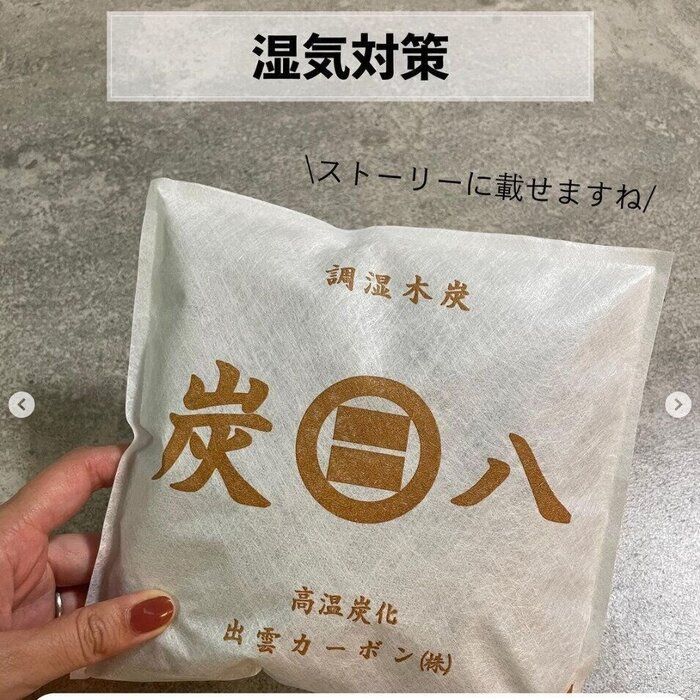 湿気対策
\ストーリーに載せますね/
調湿木炭
炭八
高温炭化
出雲カーボン(株)